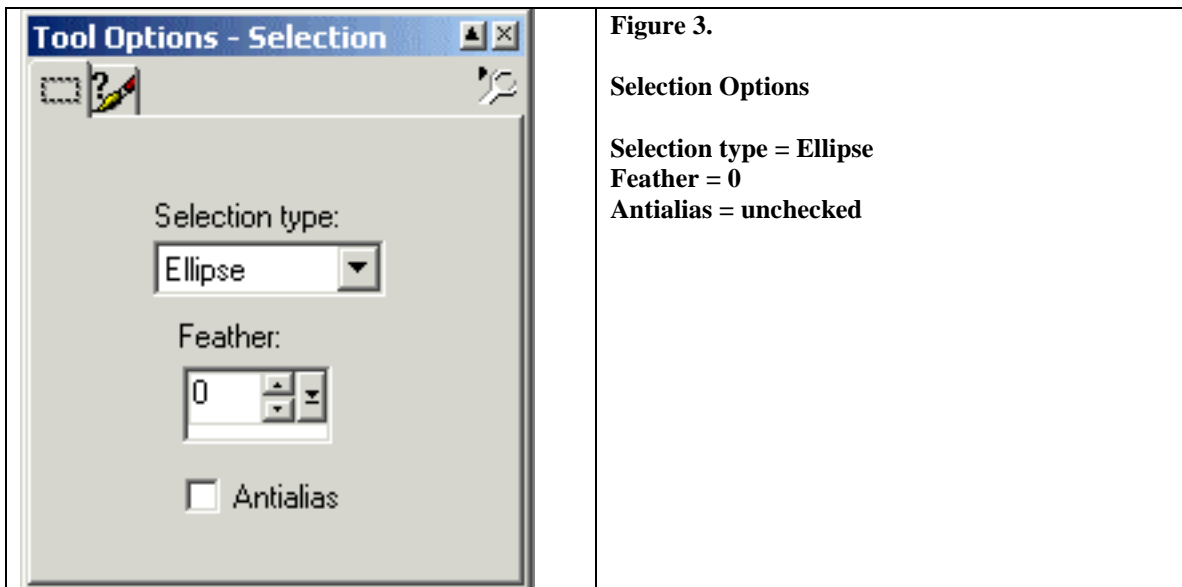 Tool Options - Selection
Selection type:
Ellipse
Feather:
0
Antialias
Figure 3.
Selection Options
Selection type = Ellipse
Feather = 0
Antialias = unchecked